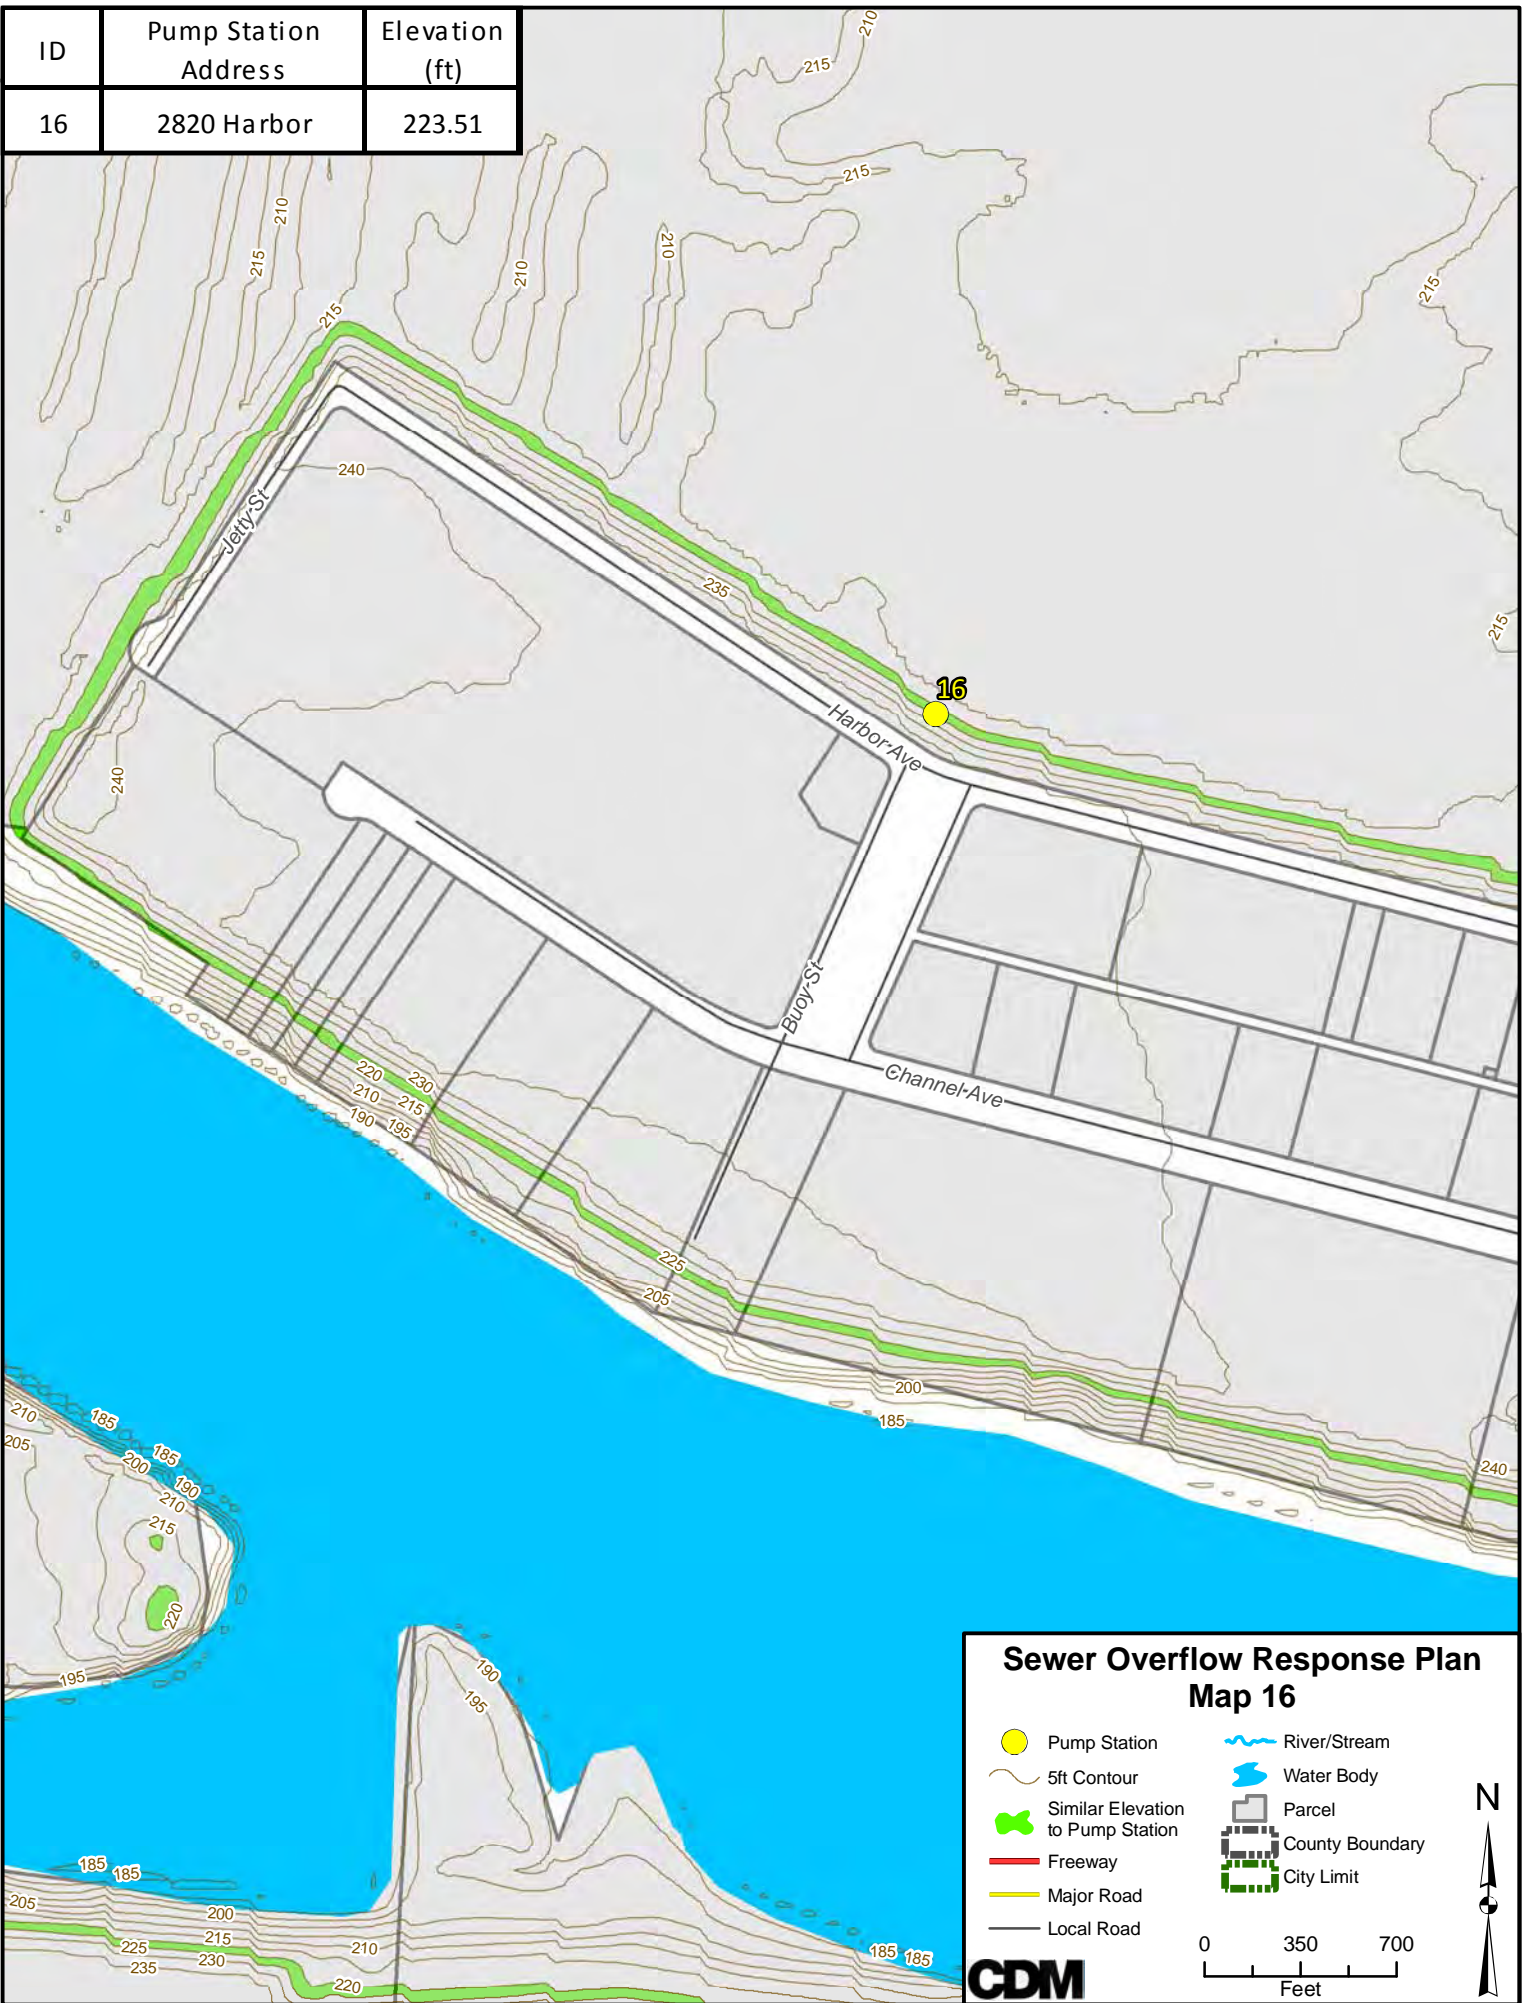 ID
Pump Station
Address
Elevation
(ft)
16
2820 Harbor
223.51
210
215
215
210
215
210
210
215
215
240
Jetty St
235
215
16
Harbor Ave
240
Buoy St
Channel Ave
220
230
210
215
190
195
225
205
200
185
240
210
185
205
185
200
190
210
215
220
195
190
195
185
185
205
200
215
225
230
210
235
220
185
185
Sewer Overflow Response Plan
Map 16
Pump Station
5ft Contour
Similar Elevation
to Pump Station
Freeway
Major Road
Local Road
River/Stream
Water Body
Parcel
County Boundary
City Limit
N
0 350 700
Feet
CDM